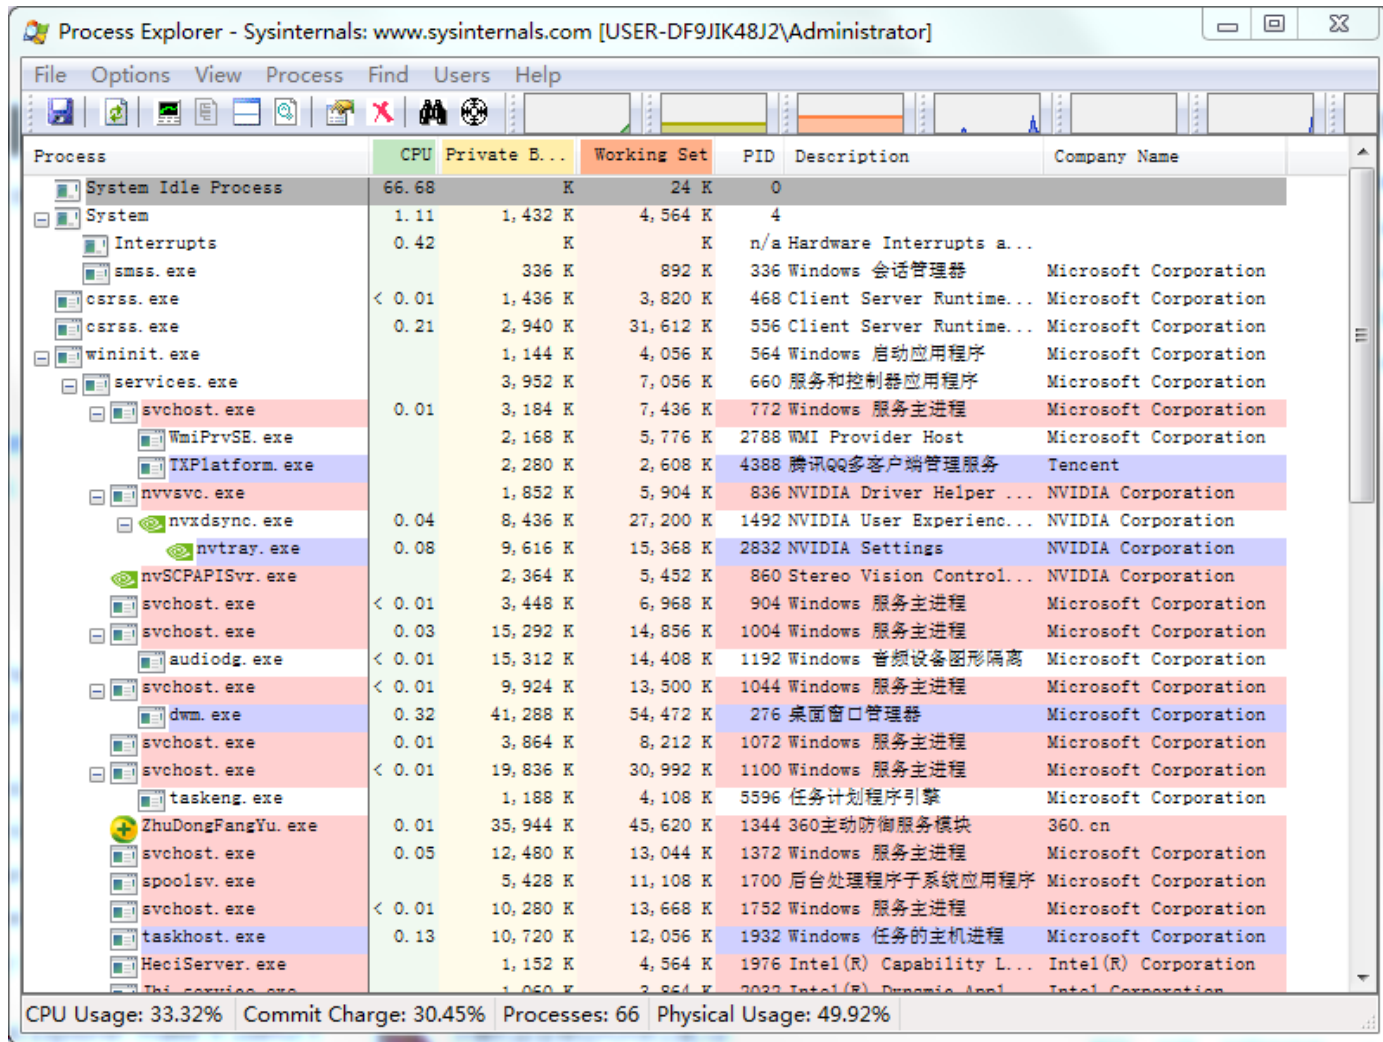 Process Explorer - Sysinternals: www.sysinternals.com [USER-DF9JIK48J2\Administrator]
File Options View Process Find Users Help
Process CPU Private B... Working Set PID Description Company Name
System Idle Process 66.68 K 24 K 0
System 1.11 1,432 K 4,564 K 4
Interrupts 0.42 K K n/a Hardware Interrupts a...
smss.exe 336 K 892 K 336 Windows 会话管理器 Microsoft Corporation
csrss.exe < 0.01 1,436 K 3,820 K 468 Client Server Runtime... Microsoft Corporation
csrss.exe 0.21 2,940 K 31,612 K 556 Client Server Runtime... Microsoft Corporation
wininit.exe 1,144 K 4,056 K 564 Windows 启动应用程序 Microsoft Corporation
services.exe 3,952 K 7,056 K 660 服务和控制器应用程序 Microsoft Corporation
svchost.exe 0.01 3,184 K 7,436 K 772 Windows 服务主进程 Microsoft Corporation
WmiPrvSE.exe 2,168 K 5,776 K 2788 WMI Provider Host Microsoft Corporation
TXPlatform.exe 2,280 K 2,608 K 4388 腾讯QQ多客户端管理服务 Tencent
nvvsvc.exe 1,852 K 5,904 K 836 NVIDIA Driver Helper ... NVIDIA Corporation
nvxdsync.exe 0.04 8,436 K 27,200 K 1492 NVIDIA User Experienc... NVIDIA Corporation
nvtray.exe 0.08 9,616 K 15,368 K 2832 NVIDIA Settings NVIDIA Corporation
nvSCPAPISvr.exe 2,364 K 5,452 K 860 Stereo Vision Control... NVIDIA Corporation
svchost.exe < 0.01 3,448 K 6,968 K 904 Windows 服务主进程 Microsoft Corporation
svchost.exe 0.03 15,292 K 14,856 K 1004 Windows 服务主进程 Microsoft Corporation
audiodg.exe < 0.01 15,312 K 14,408 K 1192 Windows 音频设备图形隔离 Microsoft Corporation
svchost.exe < 0.01 9,924 K 13,500 K 1044 Windows 服务主进程 Microsoft Corporation
dwm.exe 0.32 41,288 K 54,472 K 276 桌面窗口管理器 Microsoft Corporation
svchost.exe 0.01 3,864 K 8,212 K 1072 Windows 服务主进程 Microsoft Corporation
svchost.exe < 0.01 19,836 K 30,992 K 1100 Windows 服务主进程 Microsoft Corporation
taskeng.exe 1,188 K 4,108 K 5596 任务计划程序引擎 Microsoft Corporation
ZhuDongFangYu.exe 0.01 35,944 K 45,620 K 1344 360主动防御服务模块 360.cn
svchost.exe 0.05 12,480 K 13,044 K 1372 Windows 服务主进程 Microsoft Corporation
spoolsv.exe 5,428 K 11,108 K 1700 后台处理程序子系统应用程序 Microsoft Corporation
svchost.exe < 0.01 10,280 K 13,668 K 1752 Windows 服务主进程 Microsoft Corporation
taskhost.exe 0.13 10,720 K 12,056 K 1932 Windows 任务的主机进程 Microsoft Corporation
HeciServer.exe 1,152 K 4,564 K 1976 Intel(R) Capability L... Intel(R) Corporation
1,060 K 3,864 K 2032 Intel(R) Dynamic Appl Intel Corporation
CPU Usage: 33.32% Commit Charge: 30.45% Processes: 66 Physical Usage: 49.92%